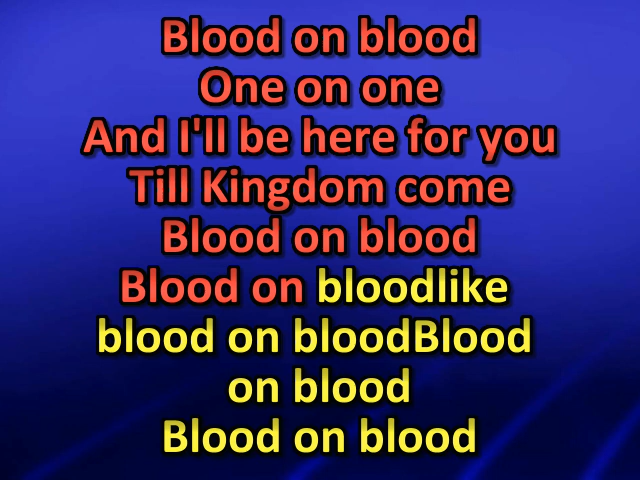 Blood on blood
One on one
And I'll be here for you
Till Kingdom come
Blood on blood
Blood on bloodlike
blood on bloodBlood
on blood
Blood on blood